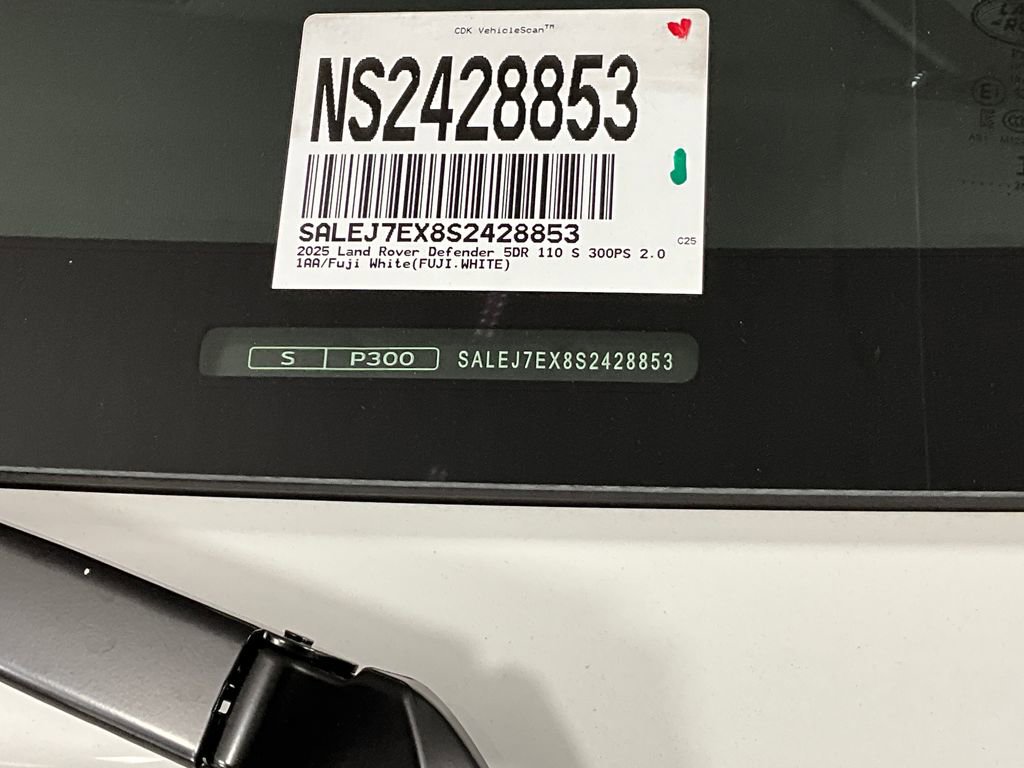 CDK VehicleScan™
NS2428853
SALEJ7EX8S2428853
C25
2025 Land Rover Defender 5DR 110 S 300PS 2.0
1AA/Fuji White(FUJI.WHITE)
S P300 SALEJ7EX8S2428853